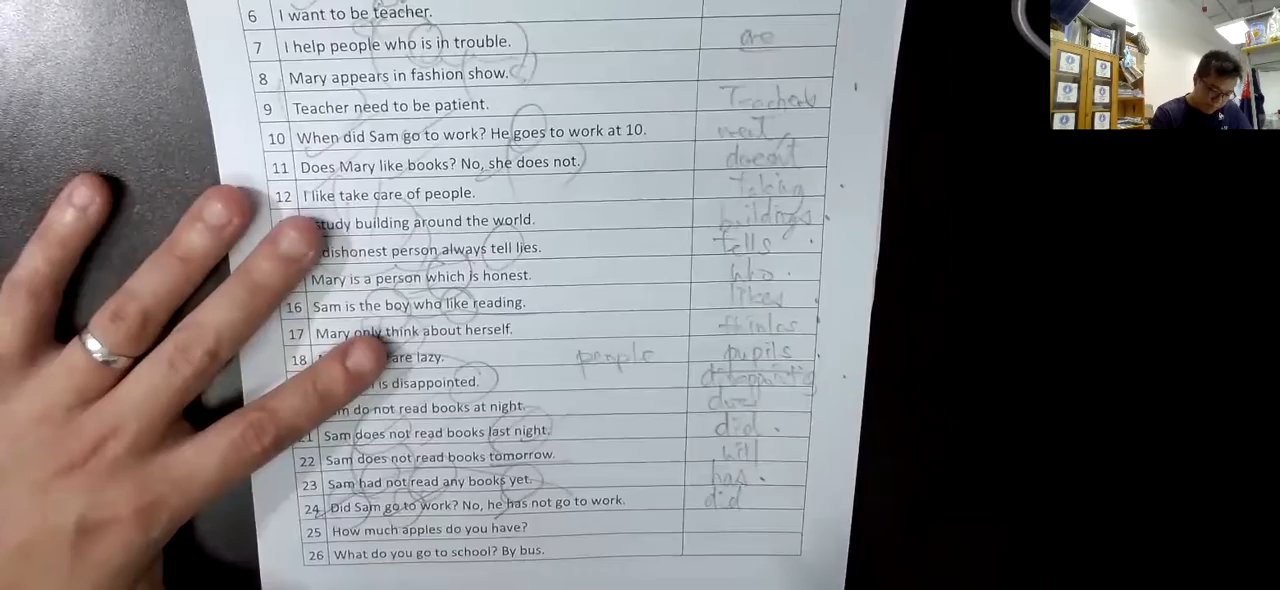 6 I want to be teacher.
7 I help people who is in trouble. are
8 Mary appears in fashion show.
9 Teacher need to be patient. Teachers
10 When did Sam go to work? He goes to work at 10. went
11 Does Mary like books? No, she does not. doesn't
12 I like take care of people. taking
study building around the world. buildings
dishonest person always tell lies. tells
Mary is a person which is honest. who
16 Sam is the boy who like reading. likes
17 Mary only think about herself. thinks
18 are lazy. people pupils
is disappointed. disappointing
do not read books at night. does
21 Sam does not read books last night. did
22 Sam does not read books tomorrow. will
23 Sam had not read any books yet. has
24 Did Sam go to work? No, he has not go to work. did
25 How much apples do you have?
26 What do you go to school? By bus.